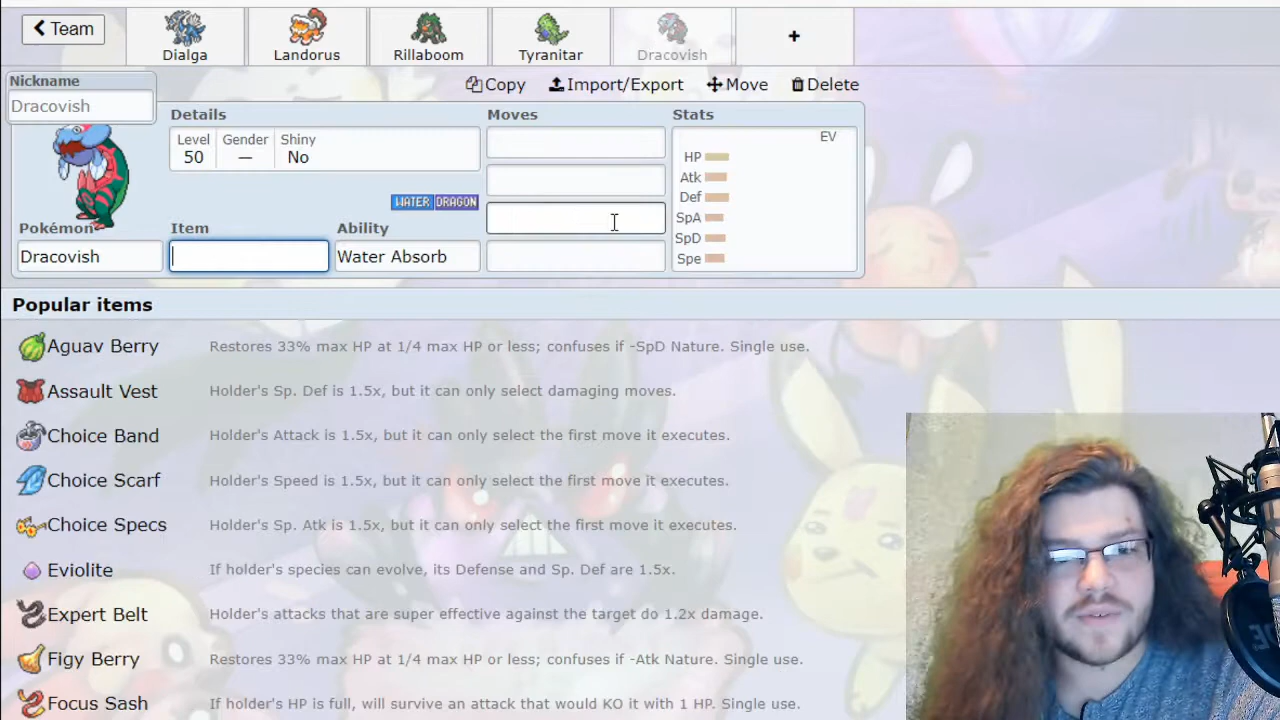 Team
Dialga
Landorus
Rillaboom
Tyranitar
Dracovish
+
Nickname
Dracovish
Copy
Import/Export
Move
Delete
Details
Moves
Stats
Level
50
Gender
—
Shiny
No
EV
HP
Atk
Def
SpA
SpD
Spe
WATER DRAGON
Pokémon
Dracovish
Item
Ability
Water Absorb
Popular items
Aguav Berry Restores 33% max HP at 1/4 max HP or less; confuses if -SpD Nature. Single use.
Assault Vest Holder's Sp. Def is 1.5x, but it can only select damaging moves.
Choice Band Holder's Attack is 1.5x, but it can only select the first move it executes.
Choice Scarf Holder's Speed is 1.5x, but it can only select the first move it executes.
Choice Specs Holder's Sp. Atk is 1.5x, but it can only select the first move it executes.
Eviolite If holder's species can evolve, its Defense and Sp. Def are 1.5x.
Expert Belt Holder's attacks that are super effective against the target do 1.2x damage.
Figy Berry Restores 33% max HP at 1/4 max HP or less; confuses if -Atk Nature. Single use.
Focus Sash If holder's HP is full, will survive an attack that would KO it with 1 HP. Single use.